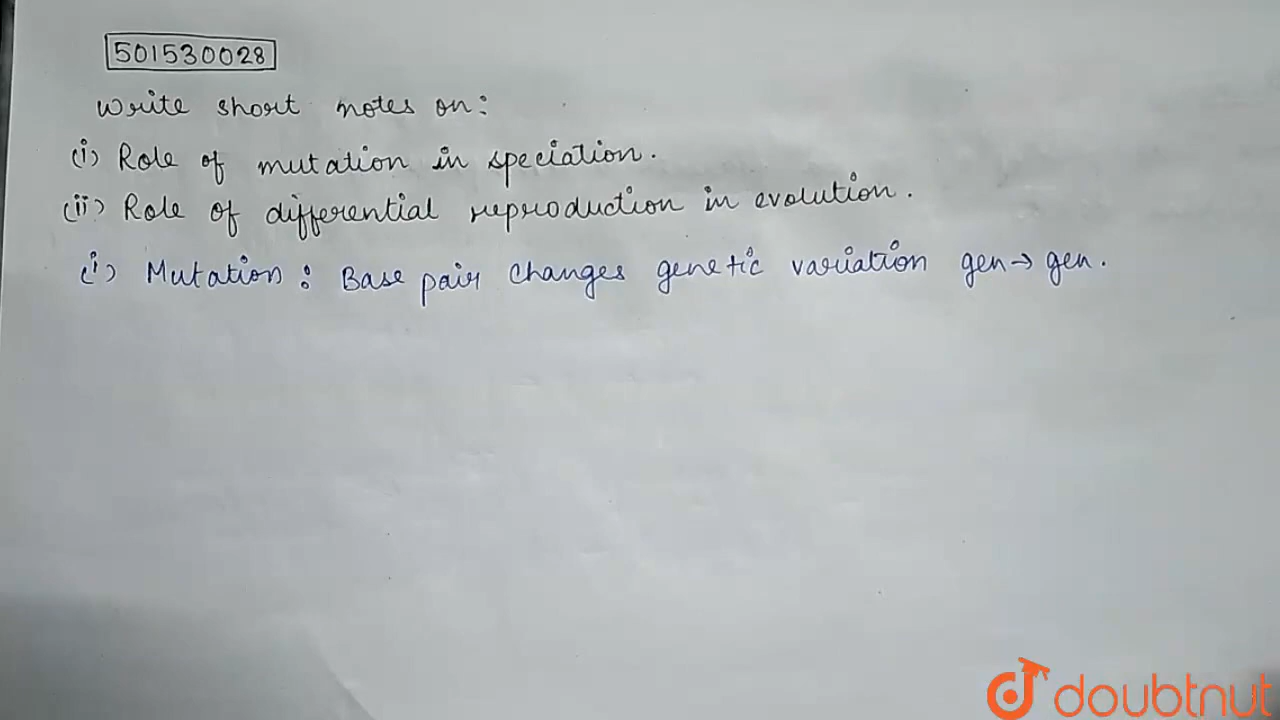 501530028
Write short notes on:
(i) Role of mutation in speciation.
(ii) Role of differential reproduction in evolution.
(i) Mutation: Base pair changes genetic variation gen→gen.
doubtnut